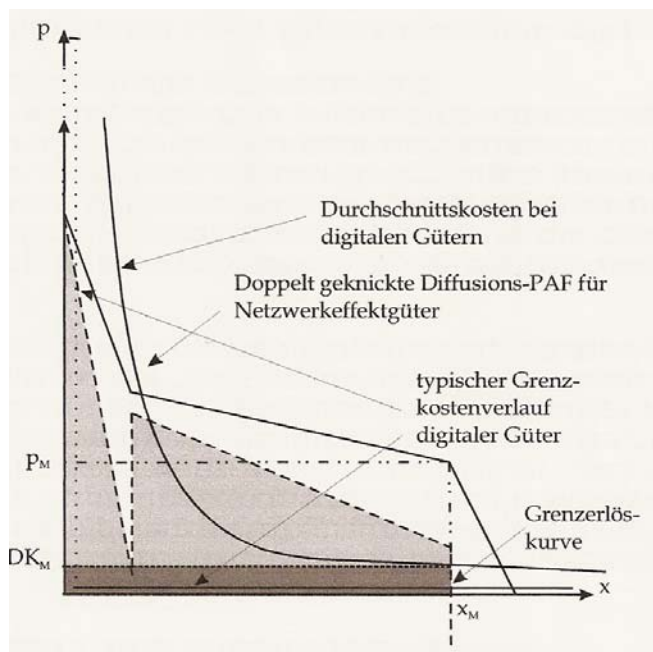 p
Durchschnittskosten bei
digitalen Gütern
Doppelt geknickte Diffusions-PAF für
Netzwerkeffektgüter
typischer Grenz-
kostenverlauf
digitaler Güter
pM
Grenzerlös-
kurve
DKM
x
xM